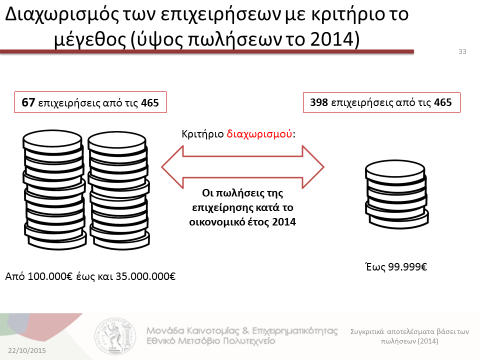 Διαχωρισμός των επιχειρήσεων με κριτήριο το
μέγεθος (ύψος πωλήσεων το 2014)
33
67 επιχειρήσεις από τις 465
398 επιχειρήσεις από τις 465
Κριτήριο διαχωρισμού:
Οι πωλήσεις της
επιχείρησης κατά το
οικονομικό έτος 2014
Από 100.000€ έως και 35.000.000€
Έως 99.999€
Μονάδα Καινοτομίας & Επιχειρηματικότητας
Εθνικό Μετσόβιο Πολυτεχνείο
Συγκριτικά αποτελέσματα βάσει των
πωλήσεων (2014)
22/10/2015